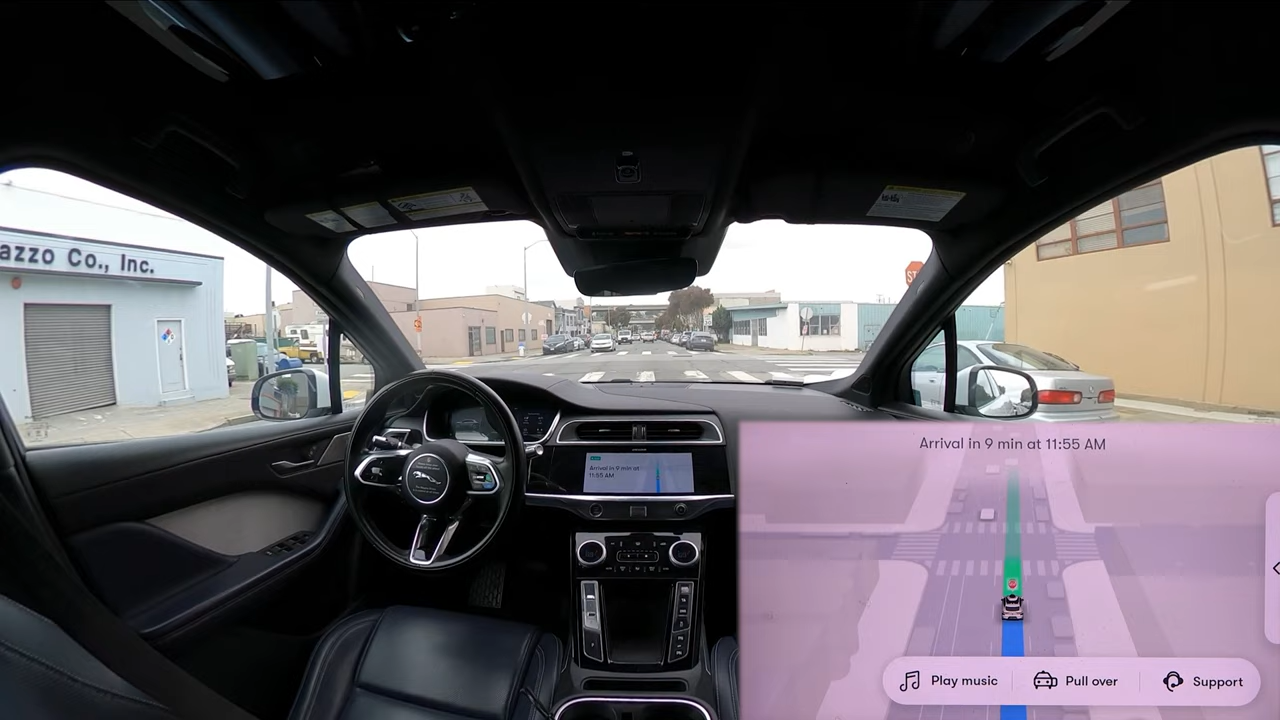 azzo Co., Inc.
ST
Arrival in 9 min at
11:55 AM
Arrival in 9 min at 11:55 AM
Play music
Pull over
Support